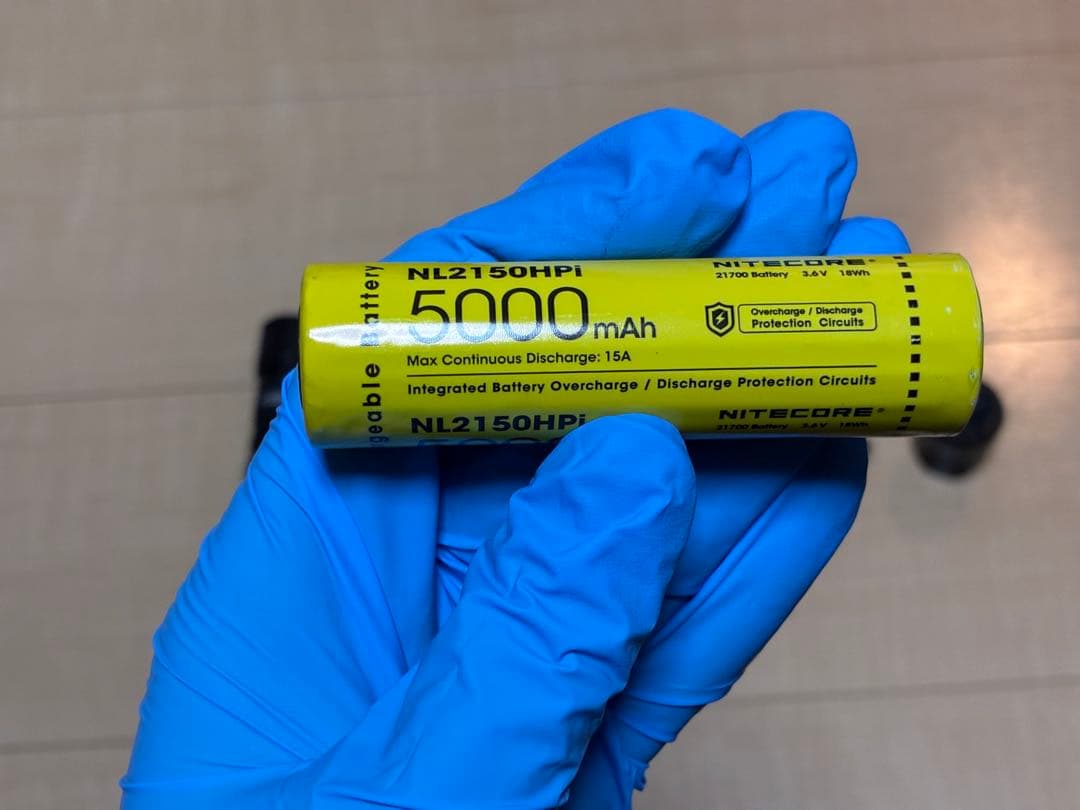 geable Battery
NL2150HPi
NITECORE®
21700 Battery 3.6V 18Wh
5000mAh
Overcharge / Discharge
Protection Circuits
Max Continuous Discharge: 15A
Integrated Battery Overcharge / Discharge Protection Circuits
NL2150HPi
NITECORE®
21700 Battery 3.6V 18Wh